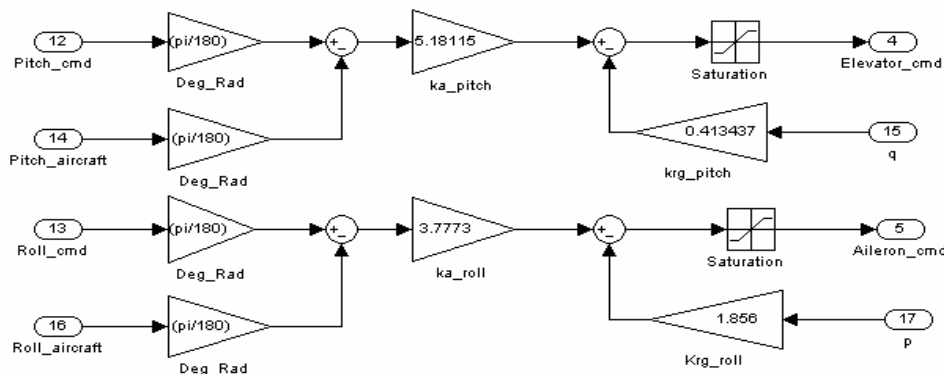 12
Pitch_cmd
(pi/180)
Deg_Rad
+
−
5.18115
ka_pitch
+
−
Saturation
4
Elevator_cmd
14
Pitch_aircraft
(pi/180)
Deg_Rad
0.413437
krg_pitch
15
q
13
Roll_cmd
(pi/180)
Deg_Rad
+
−
3.7773
ka_roll
+
−
Saturation
5
Aileron_cmd
16
Roll_aircraft
(pi/180)
Deg_Rad
1.856
Krg_roll
17
p